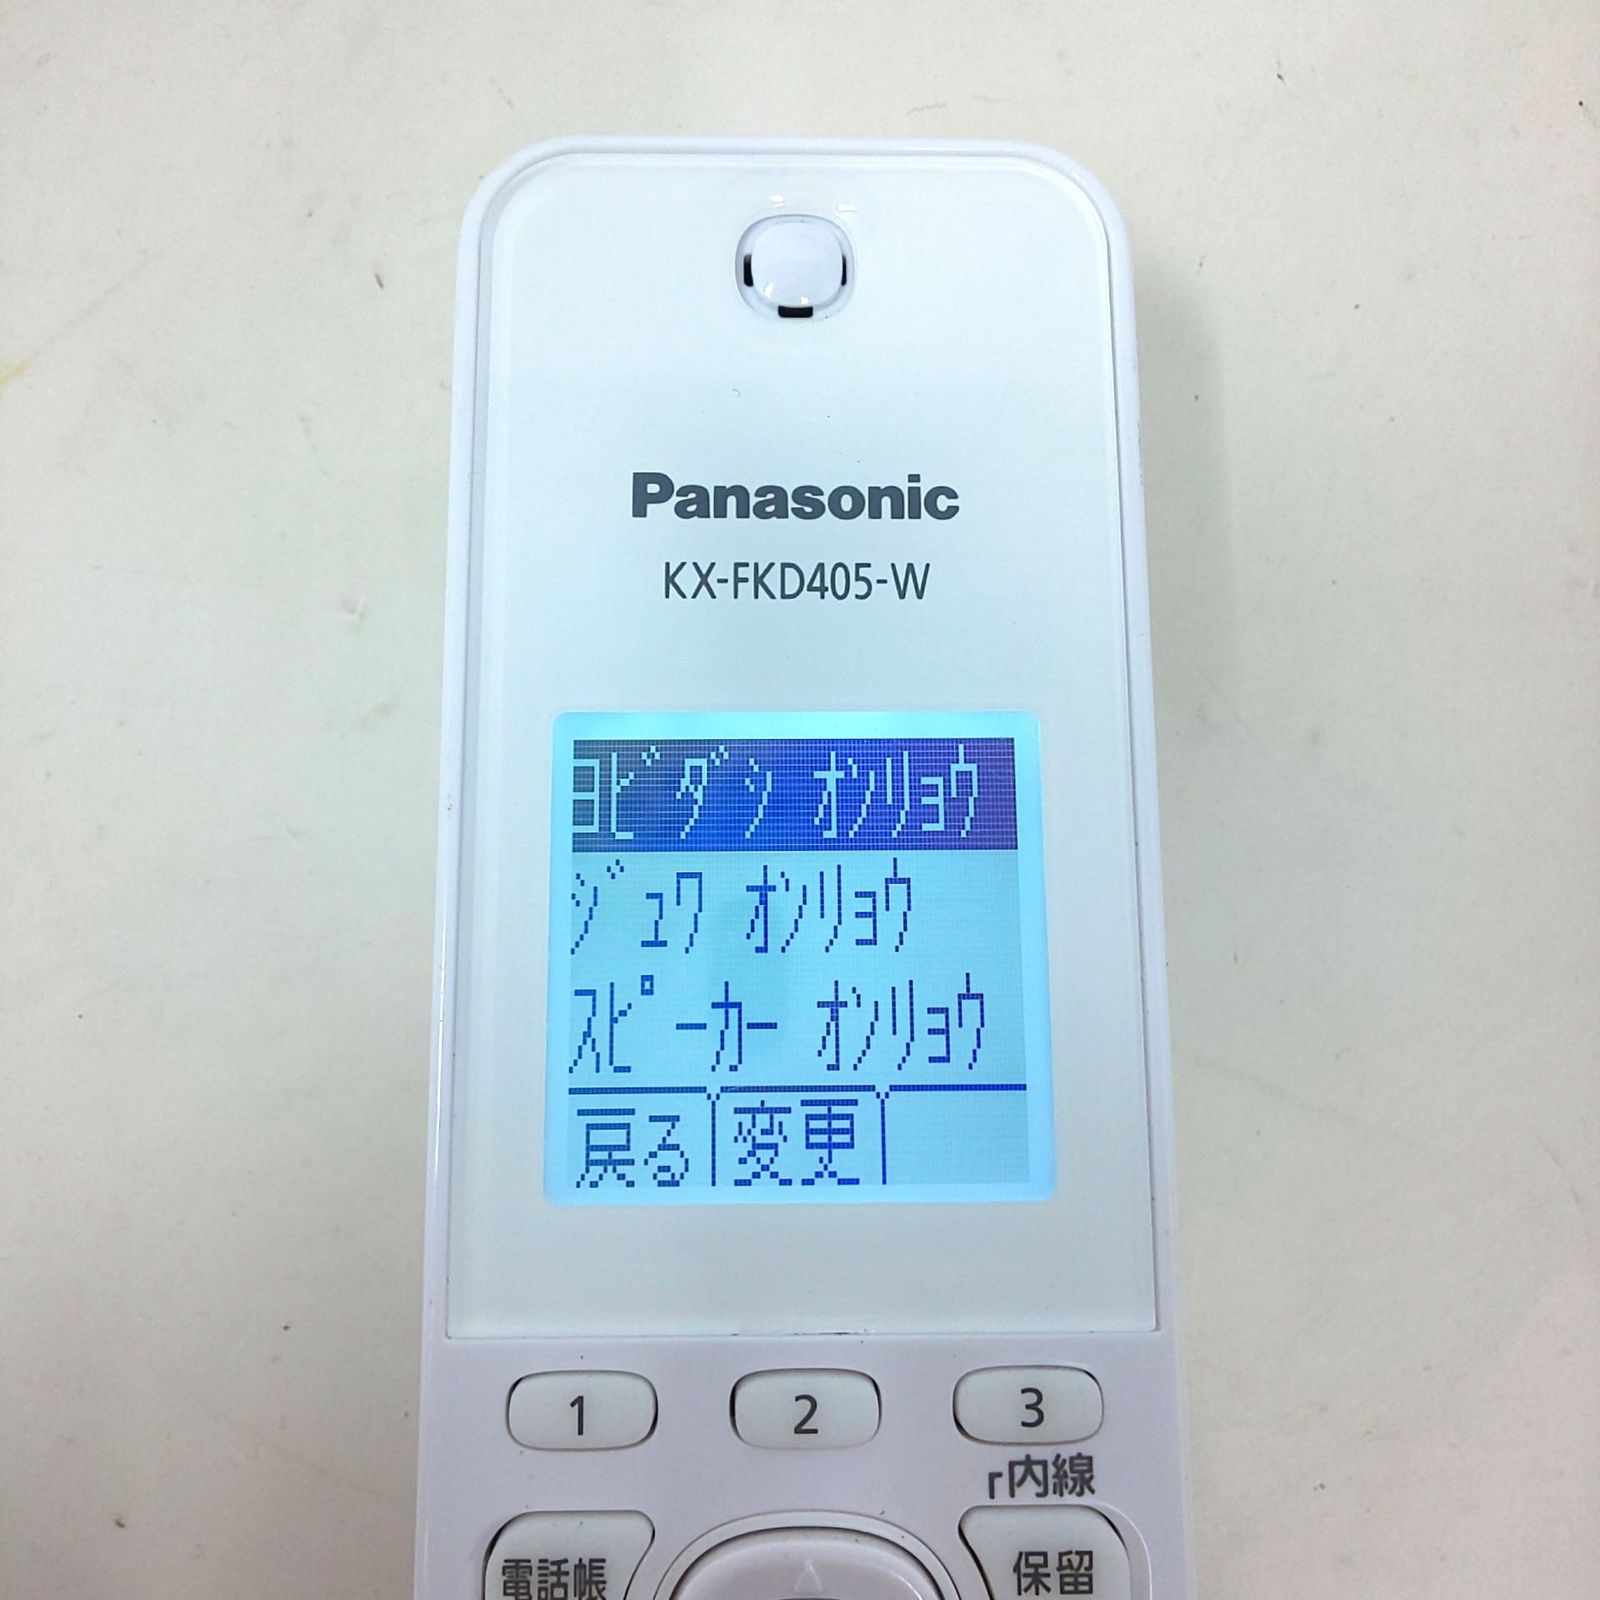 Panasonic
KX-FKD405-W
ﾖﾋﾞﾀﾞｼ ｵﾝﾘｮｳ
ｼﾞｭﾜ ｵﾝﾘｮｳ
ｽﾋﾟｰｶｰ ｵﾝﾘｮｳ
戻る 変更
1 2 3
┌内線
電話帳 保留